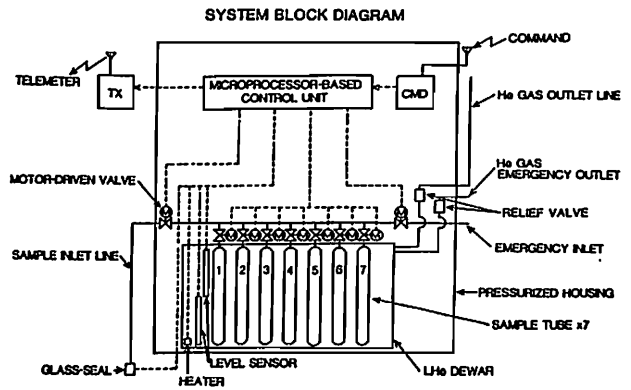 SYSTEM BLOCK DIAGRAM
COMMAND
TELEMETER
TX
MICROPROCESSOR-BASED
CONTROL UNIT
CMD
He GAS OUTLET LINE
He GAS
EMERGENCY OUTLET
MOTOR-DRIVEN VALVE
M
M
RELIEF VALVE
M M M M M M M
SAMPLE INLET LINE
EMERGENCY INLET
1 2 3 4 5 6 7
PRESSURIZED HOUSING
SAMPLE TUBE x7
GLASS-SEAL
LEVEL SENSOR
LHe DEWAR
HEATER